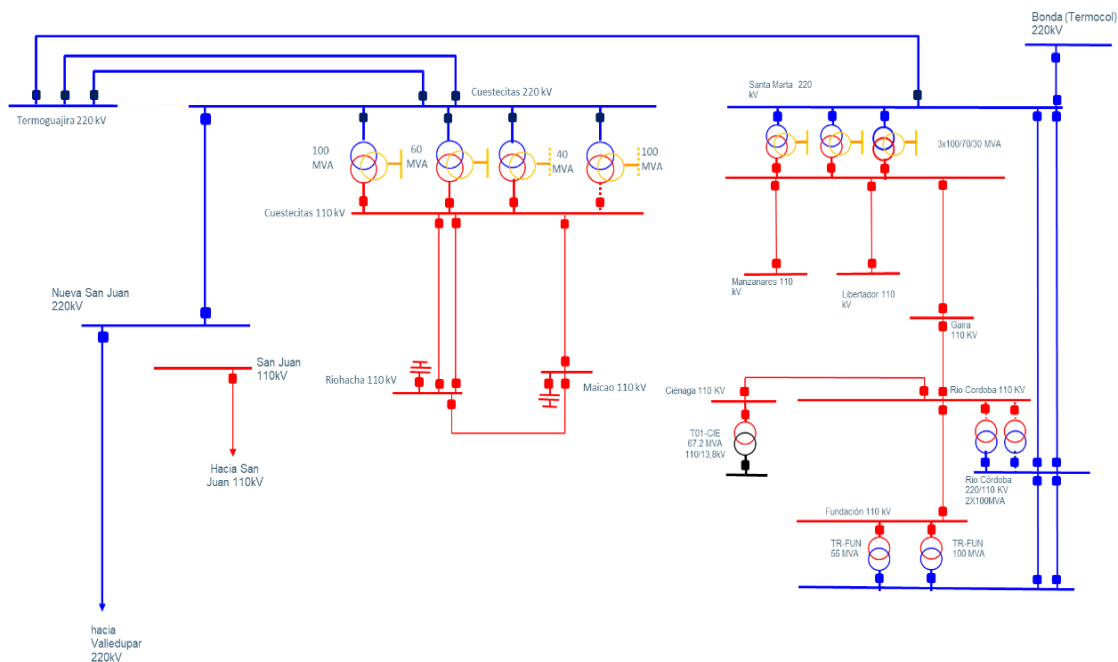 Bonda (Termocol)
220kV
Termoguajira 220 kV
Cuestecitas 220 kV
Santa Marta 220
kV
100
MVA
60
MVA
40
MVA
100
MVA
3x100/70/30 MVA
Cuestecitas 110 kV
Manzanares 110
kV
Libertador 110
kV
Nueva San Juan
220kV
Gaira
110 KV
San Juan
110kV
Riohacha 110 kV
Maicao 110 kV
Ciénaga 110 KV
Rio Cordoba 110 KV
T01-CIE
67.2 MVA
110/13,8kV
Hacia San
Juan 110kV
Rio Córdoba
220/110 KV
2X100MVA
Fundación 110 kV
TR-FUN
55 MVA
TR-FUN
100 MVA
hacia
Valledupar
220kV